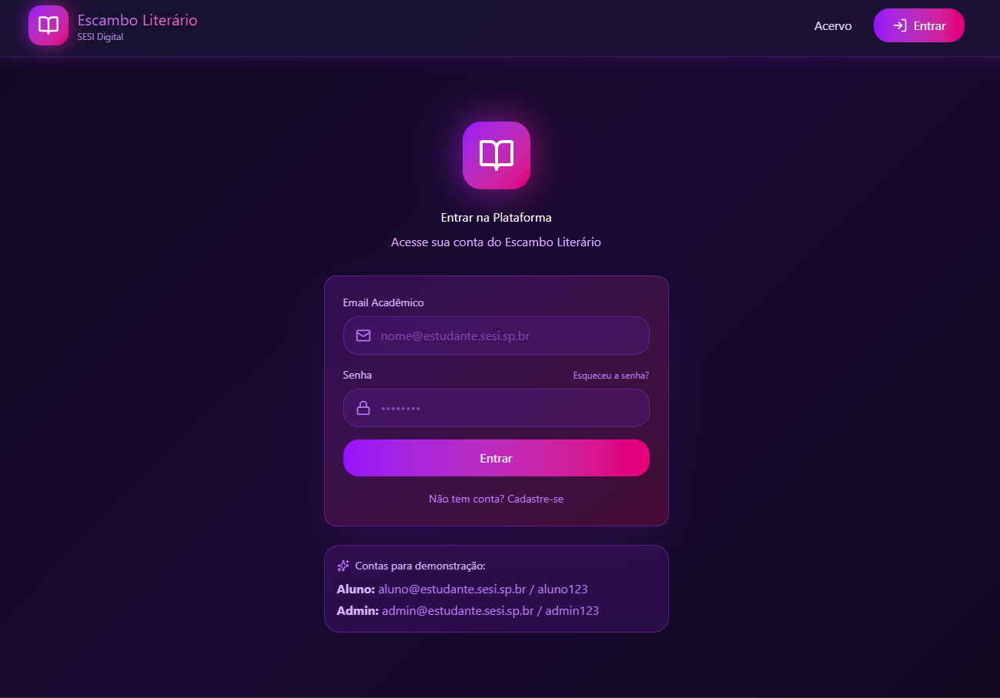 Escambo Literário
SESI Digital
Acervo
Entrar
Entrar na Plataforma
Acesse sua conta do Escambo Literário
Email Acadêmico
nome@estudante.sesi.sp.br
Senha
Esqueceu a senha?
••••••••
Entrar
Não tem conta? Cadastre-se
Contas para demonstração:
Aluno: aluno@estudante.sesi.sp.br / aluno123
Admin: admin@estudante.sesi.sp.br / admin123